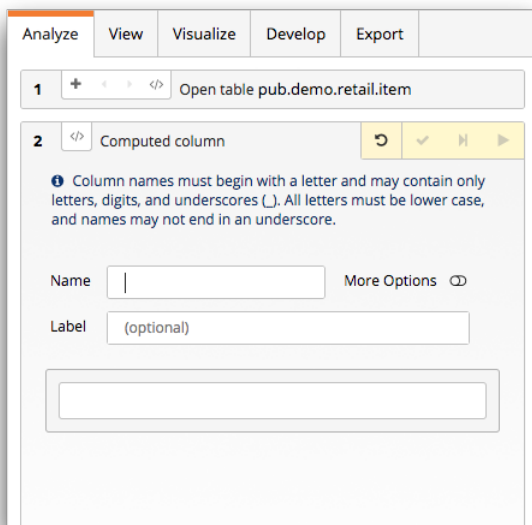 Analyze View Visualize Develop Export
1 Open table pub.demo.retail.item
2 Computed column
Column names must begin with a letter and may contain only
letters, digits, and underscores (_). All letters must be lower case,
and names may not end in an underscore.
Name More Options
Label (optional)